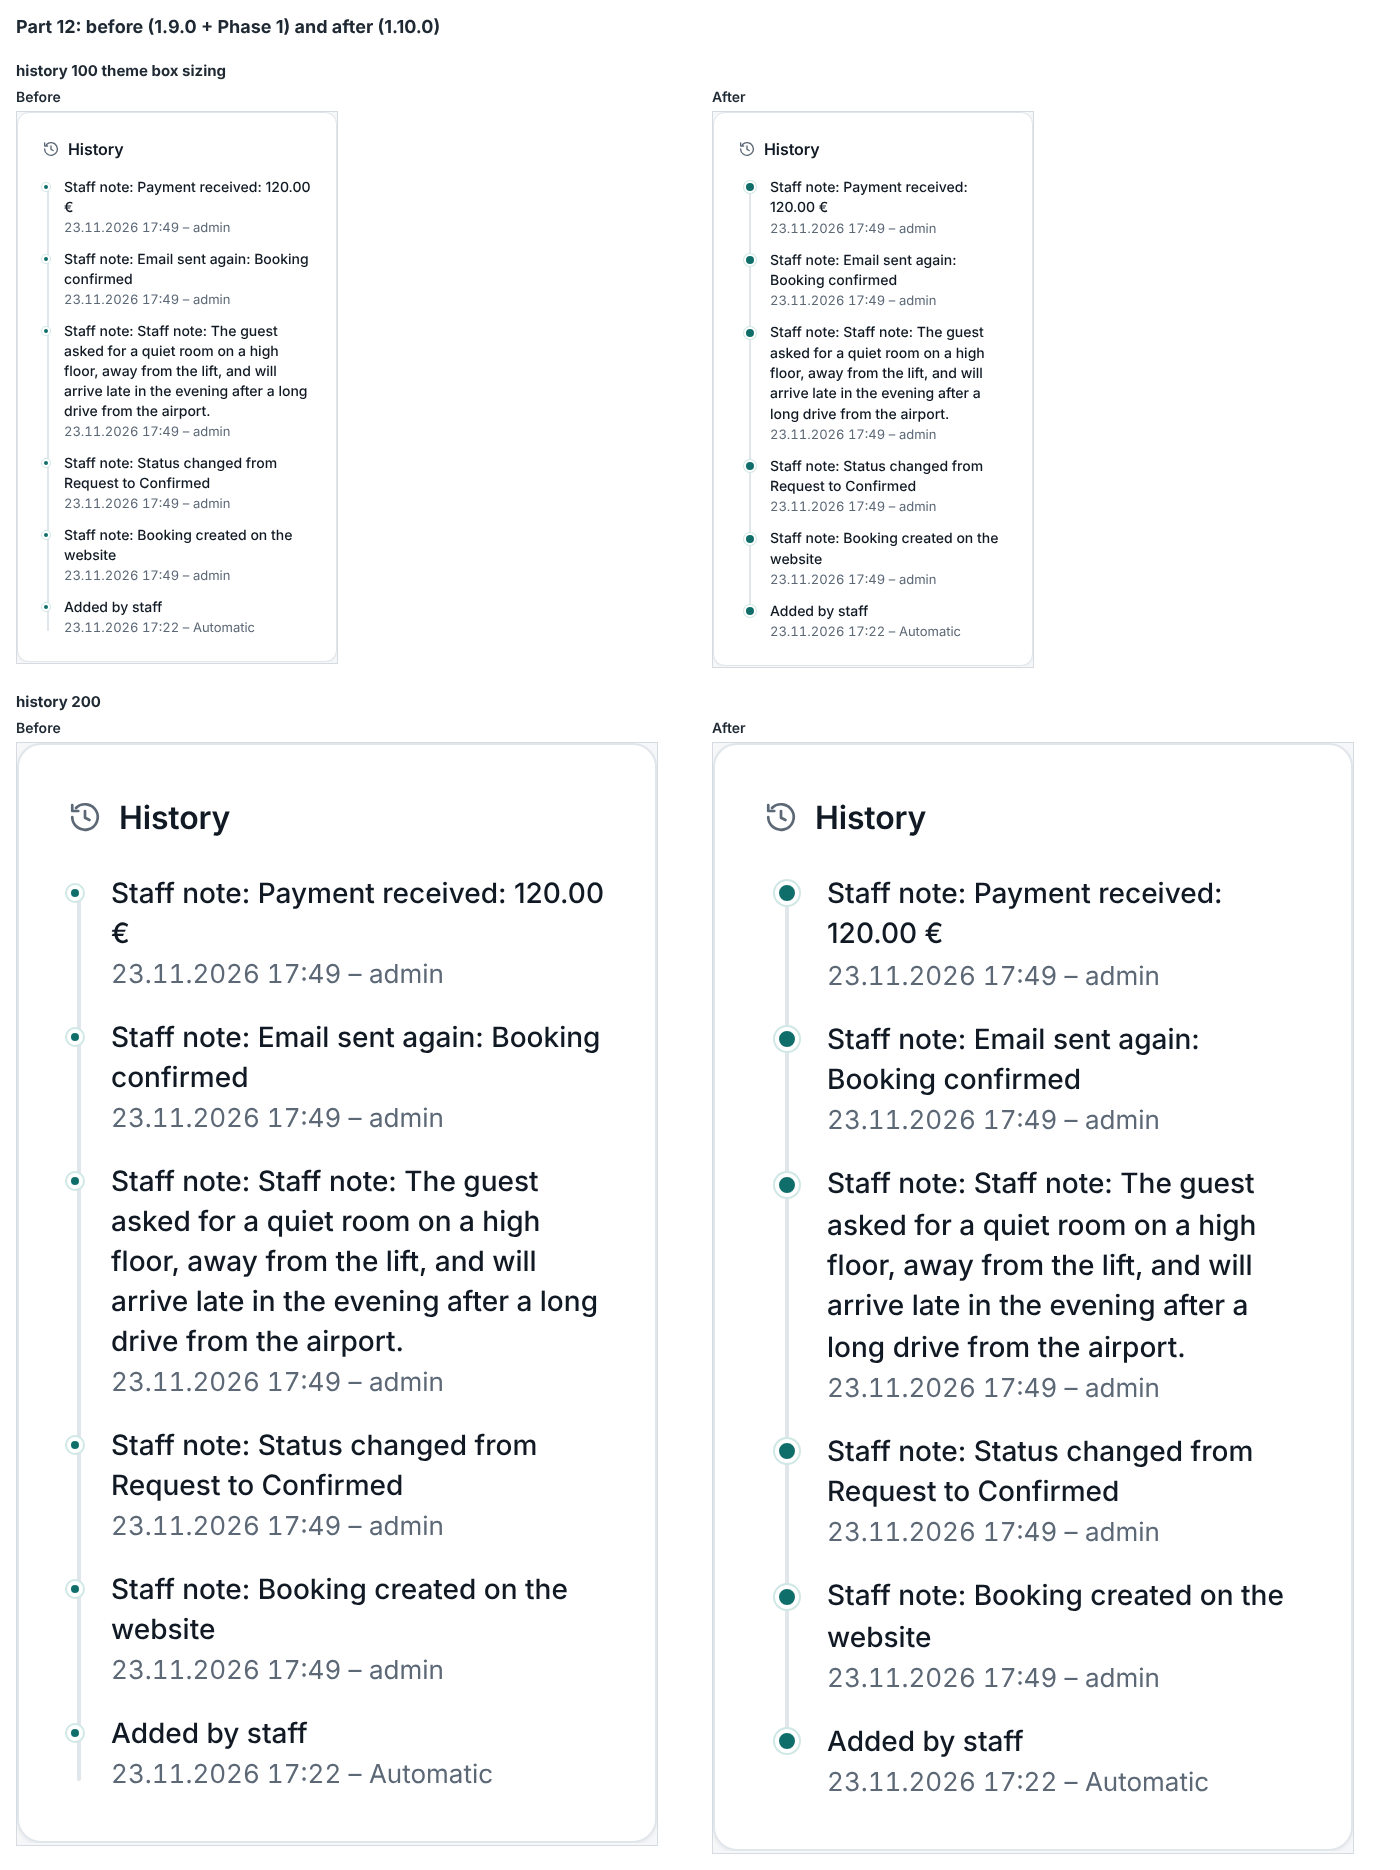 Part 12: before (1.9.0 + Phase 1) and after (1.10.0)
history 100 theme box sizing
Before
History
Staff note: Payment received: 120.00
€
23.11.2026 17:49 – admin
Staff note: Email sent again: Booking
confirmed
23.11.2026 17:49 – admin
Staff note: Staff note: The guest
asked for a quiet room on a high
floor, away from the lift, and will
arrive late in the evening after a long
drive from the airport.
23.11.2026 17:49 – admin
Staff note: Status changed from
Request to Confirmed
23.11.2026 17:49 – admin
Staff note: Booking created on the
website
23.11.2026 17:49 – admin
Added by staff
23.11.2026 17:22 – Automatic
After
History
Staff note: Payment received:
120.00 €
23.11.2026 17:49 – admin
Staff note: Email sent again:
Booking confirmed
23.11.2026 17:49 – admin
Staff note: Staff note: The guest
asked for a quiet room on a high
floor, away from the lift, and will
arrive late in the evening after a
long drive from the airport.
23.11.2026 17:49 – admin
Staff note: Status changed from
Request to Confirmed
23.11.2026 17:49 – admin
Staff note: Booking created on the
website
23.11.2026 17:49 – admin
Added by staff
23.11.2026 17:22 – Automatic
history 200
Before
History
Staff note: Payment received: 120.00
€
23.11.2026 17:49 – admin
Staff note: Email sent again: Booking
confirmed
23.11.2026 17:49 – admin
Staff note: Staff note: The guest
asked for a quiet room on a high
floor, away from the lift, and will
arrive late in the evening after a long
drive from the airport.
23.11.2026 17:49 – admin
Staff note: Status changed from
Request to Confirmed
23.11.2026 17:49 – admin
Staff note: Booking created on the
website
23.11.2026 17:49 – admin
Added by staff
23.11.2026 17:22 – Automatic
After
History
Staff note: Payment received:
120.00 €
23.11.2026 17:49 – admin
Staff note: Email sent again:
Booking confirmed
23.11.2026 17:49 – admin
Staff note: Staff note: The guest
asked for a quiet room on a high
floor, away from the lift, and will
arrive late in the evening after a
long drive from the airport.
23.11.2026 17:49 – admin
Staff note: Status changed from
Request to Confirmed
23.11.2026 17:49 – admin
Staff note: Booking created on the
website
23.11.2026 17:49 – admin
Added by staff
23.11.2026 17:22 – Automatic